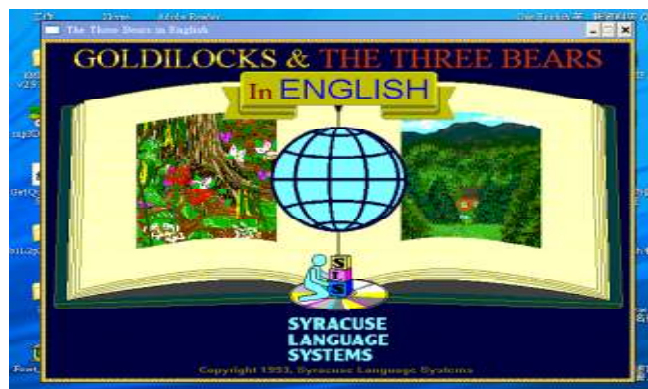 Skype
Adobe Reader
The Three Bears in English
GOLDILOCKS & THE THREE BEARS
In ENGLISH
S
L
S
SYRACUSE
LANGUAGE
SYSTEMS
Copyright 1993, Syracuse Language Systems